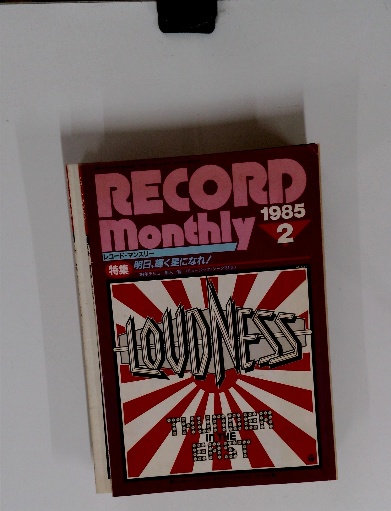 RECORD
Monthly
1985
2
レコード・マンスリー
特集 明日、輝く星になれ!
LOUDNESS
THUNDER
IN THE
EAST